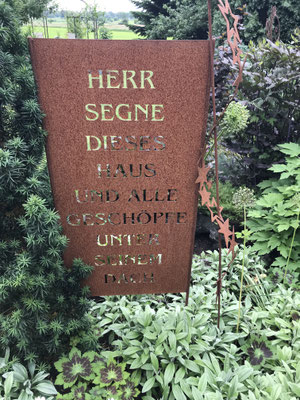 HERR
SEGNE
DIESES
HAUS
UND ALLE
GESCHÖPFE
UNTER
SEINEM
DACH